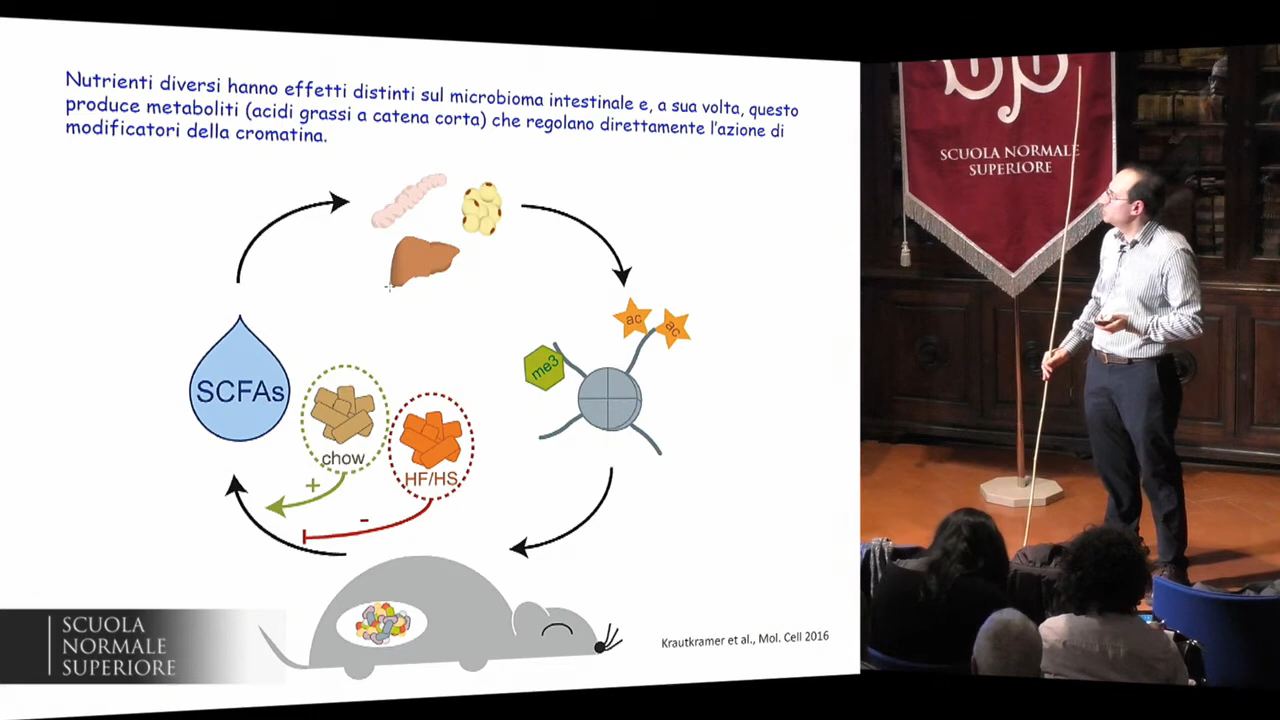 Nutrienti diversi hanno effetti distinti sul microbioma intestinale e, a sua volta, questo
produce metaboliti (acidi grassi a catena corta) che regolano direttamente l'azione di
modificatori della cromatina.
ac
ac
me3
SCFAs
chow
HF/HS
+
-
Krautkramer et al., Mol. Cell 2016
SCUOLA
NORMALE
SUPERIORE
SCUOLA NORMALE
SUPERIORE